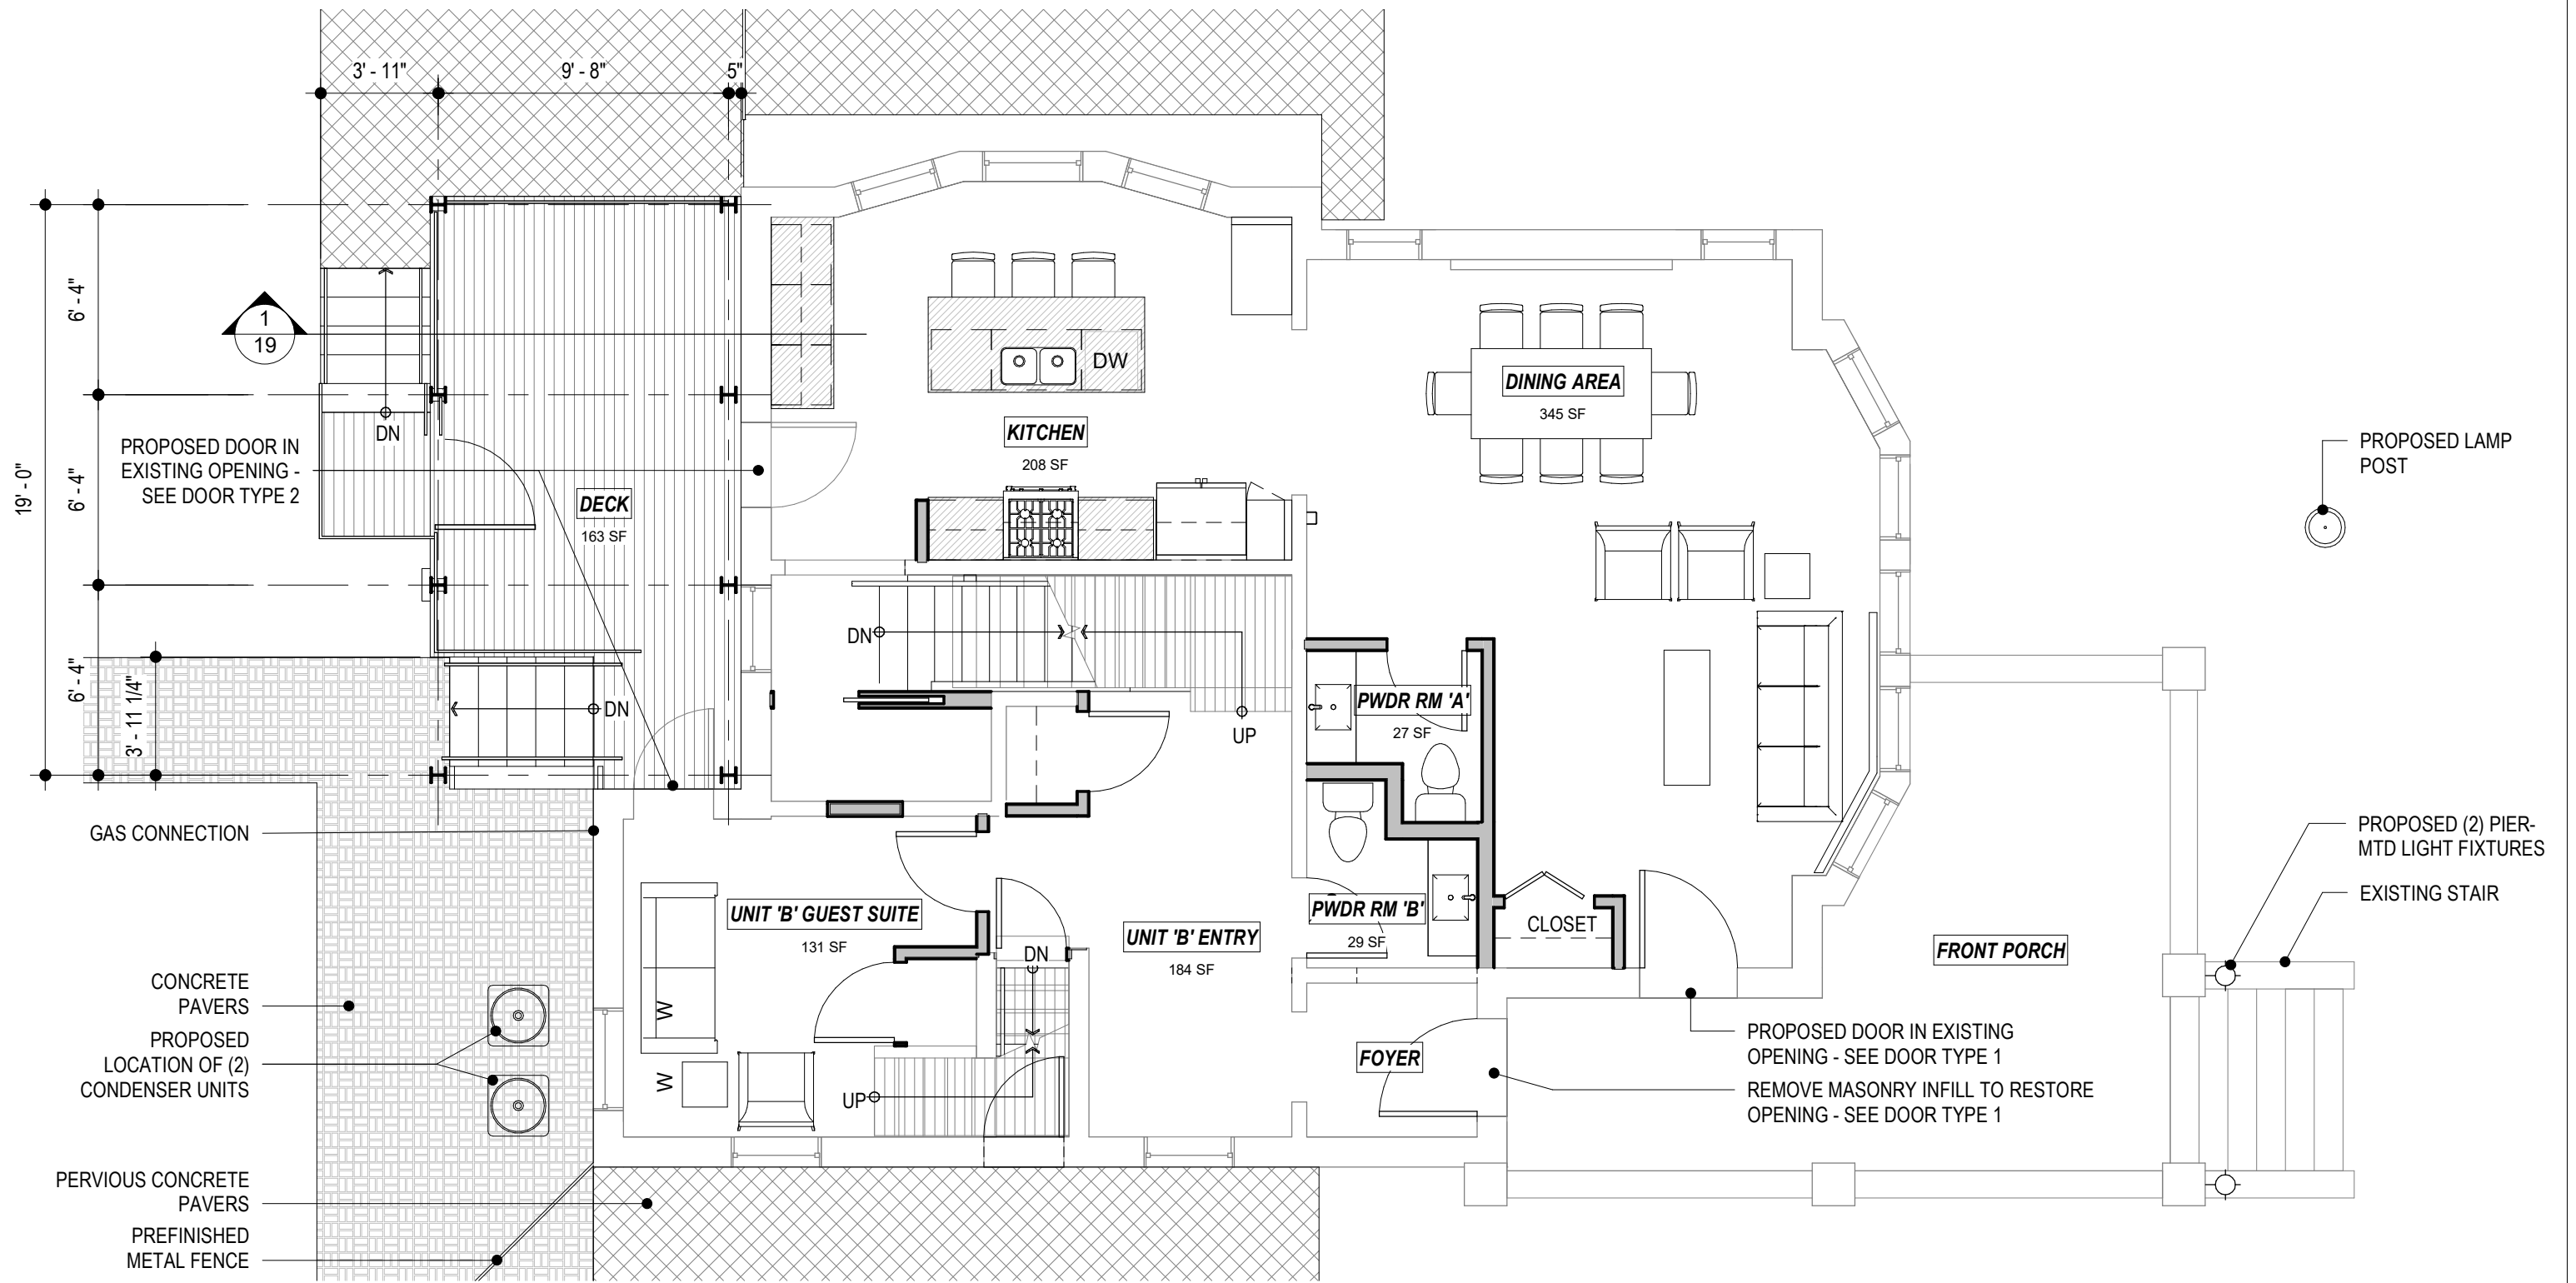 3' - 11"
9' - 8"
5"
6' - 4"
6' - 4"
6' - 4"
19' - 0"
3' - 11 1/4"
1
19
DN
PROPOSED DOOR IN
EXISTING OPENING -
SEE DOOR TYPE 2
DECK
163 SF
DN
DW
KITCHEN
208 SF
DINING AREA
345 SF
PROPOSED LAMP
POST
DN
UP
PWDR RM 'A'
27 SF
GAS CONNECTION
UNIT 'B' GUEST SUITE
131 SF
W
W
UP
DN
UNIT 'B' ENTRY
184 SF
PWDR RM 'B'
29 SF
CLOSET
FOYER
FRONT PORCH
PROPOSED (2) PIER-
MTD LIGHT FIXTURES
EXISTING STAIR
CONCRETE
PAVERS
PROPOSED
LOCATION OF (2)
CONDENSER UNITS
PROPOSED DOOR IN EXISTING
OPENING - SEE DOOR TYPE 1
REMOVE MASONRY INFILL TO RESTORE
OPENING - SEE DOOR TYPE 1
PERVIOUS CONCRETE
PAVERS
PREFINISHED
METAL FENCE